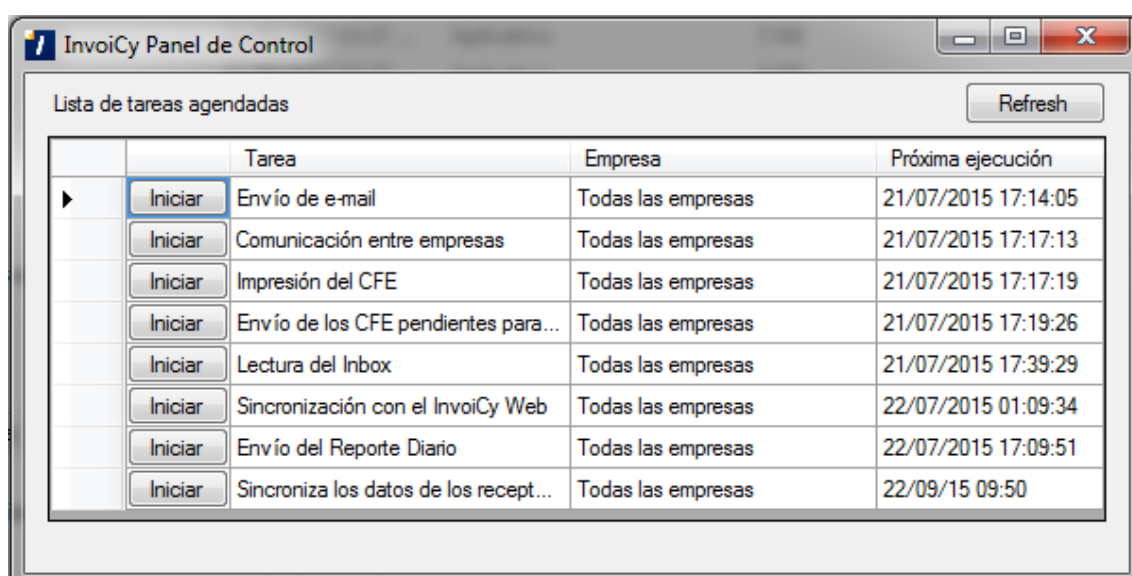 InvoiCy Panel de Control
Lista de tareas agendadas Refresh
Tarea Empresa Próxima ejecución
Iniciar Envío de e-mail Todas las empresas 21/07/2015 17:14:05
Iniciar Comunicación entre empresas Todas las empresas 21/07/2015 17:17:13
Iniciar Impresión del CFE Todas las empresas 21/07/2015 17:17:19
Iniciar Envío de los CFE pendientes para... Todas las empresas 21/07/2015 17:19:26
Iniciar Lectura del Inbox Todas las empresas 21/07/2015 17:39:29
Iniciar Sincronización con el InvoiCy Web Todas las empresas 22/07/2015 01:09:34
Iniciar Envío del Reporte Diario Todas las empresas 22/07/2015 17:09:51
Iniciar Sincroniza los datos de los recept... Todas las empresas 22/09/15 09:50